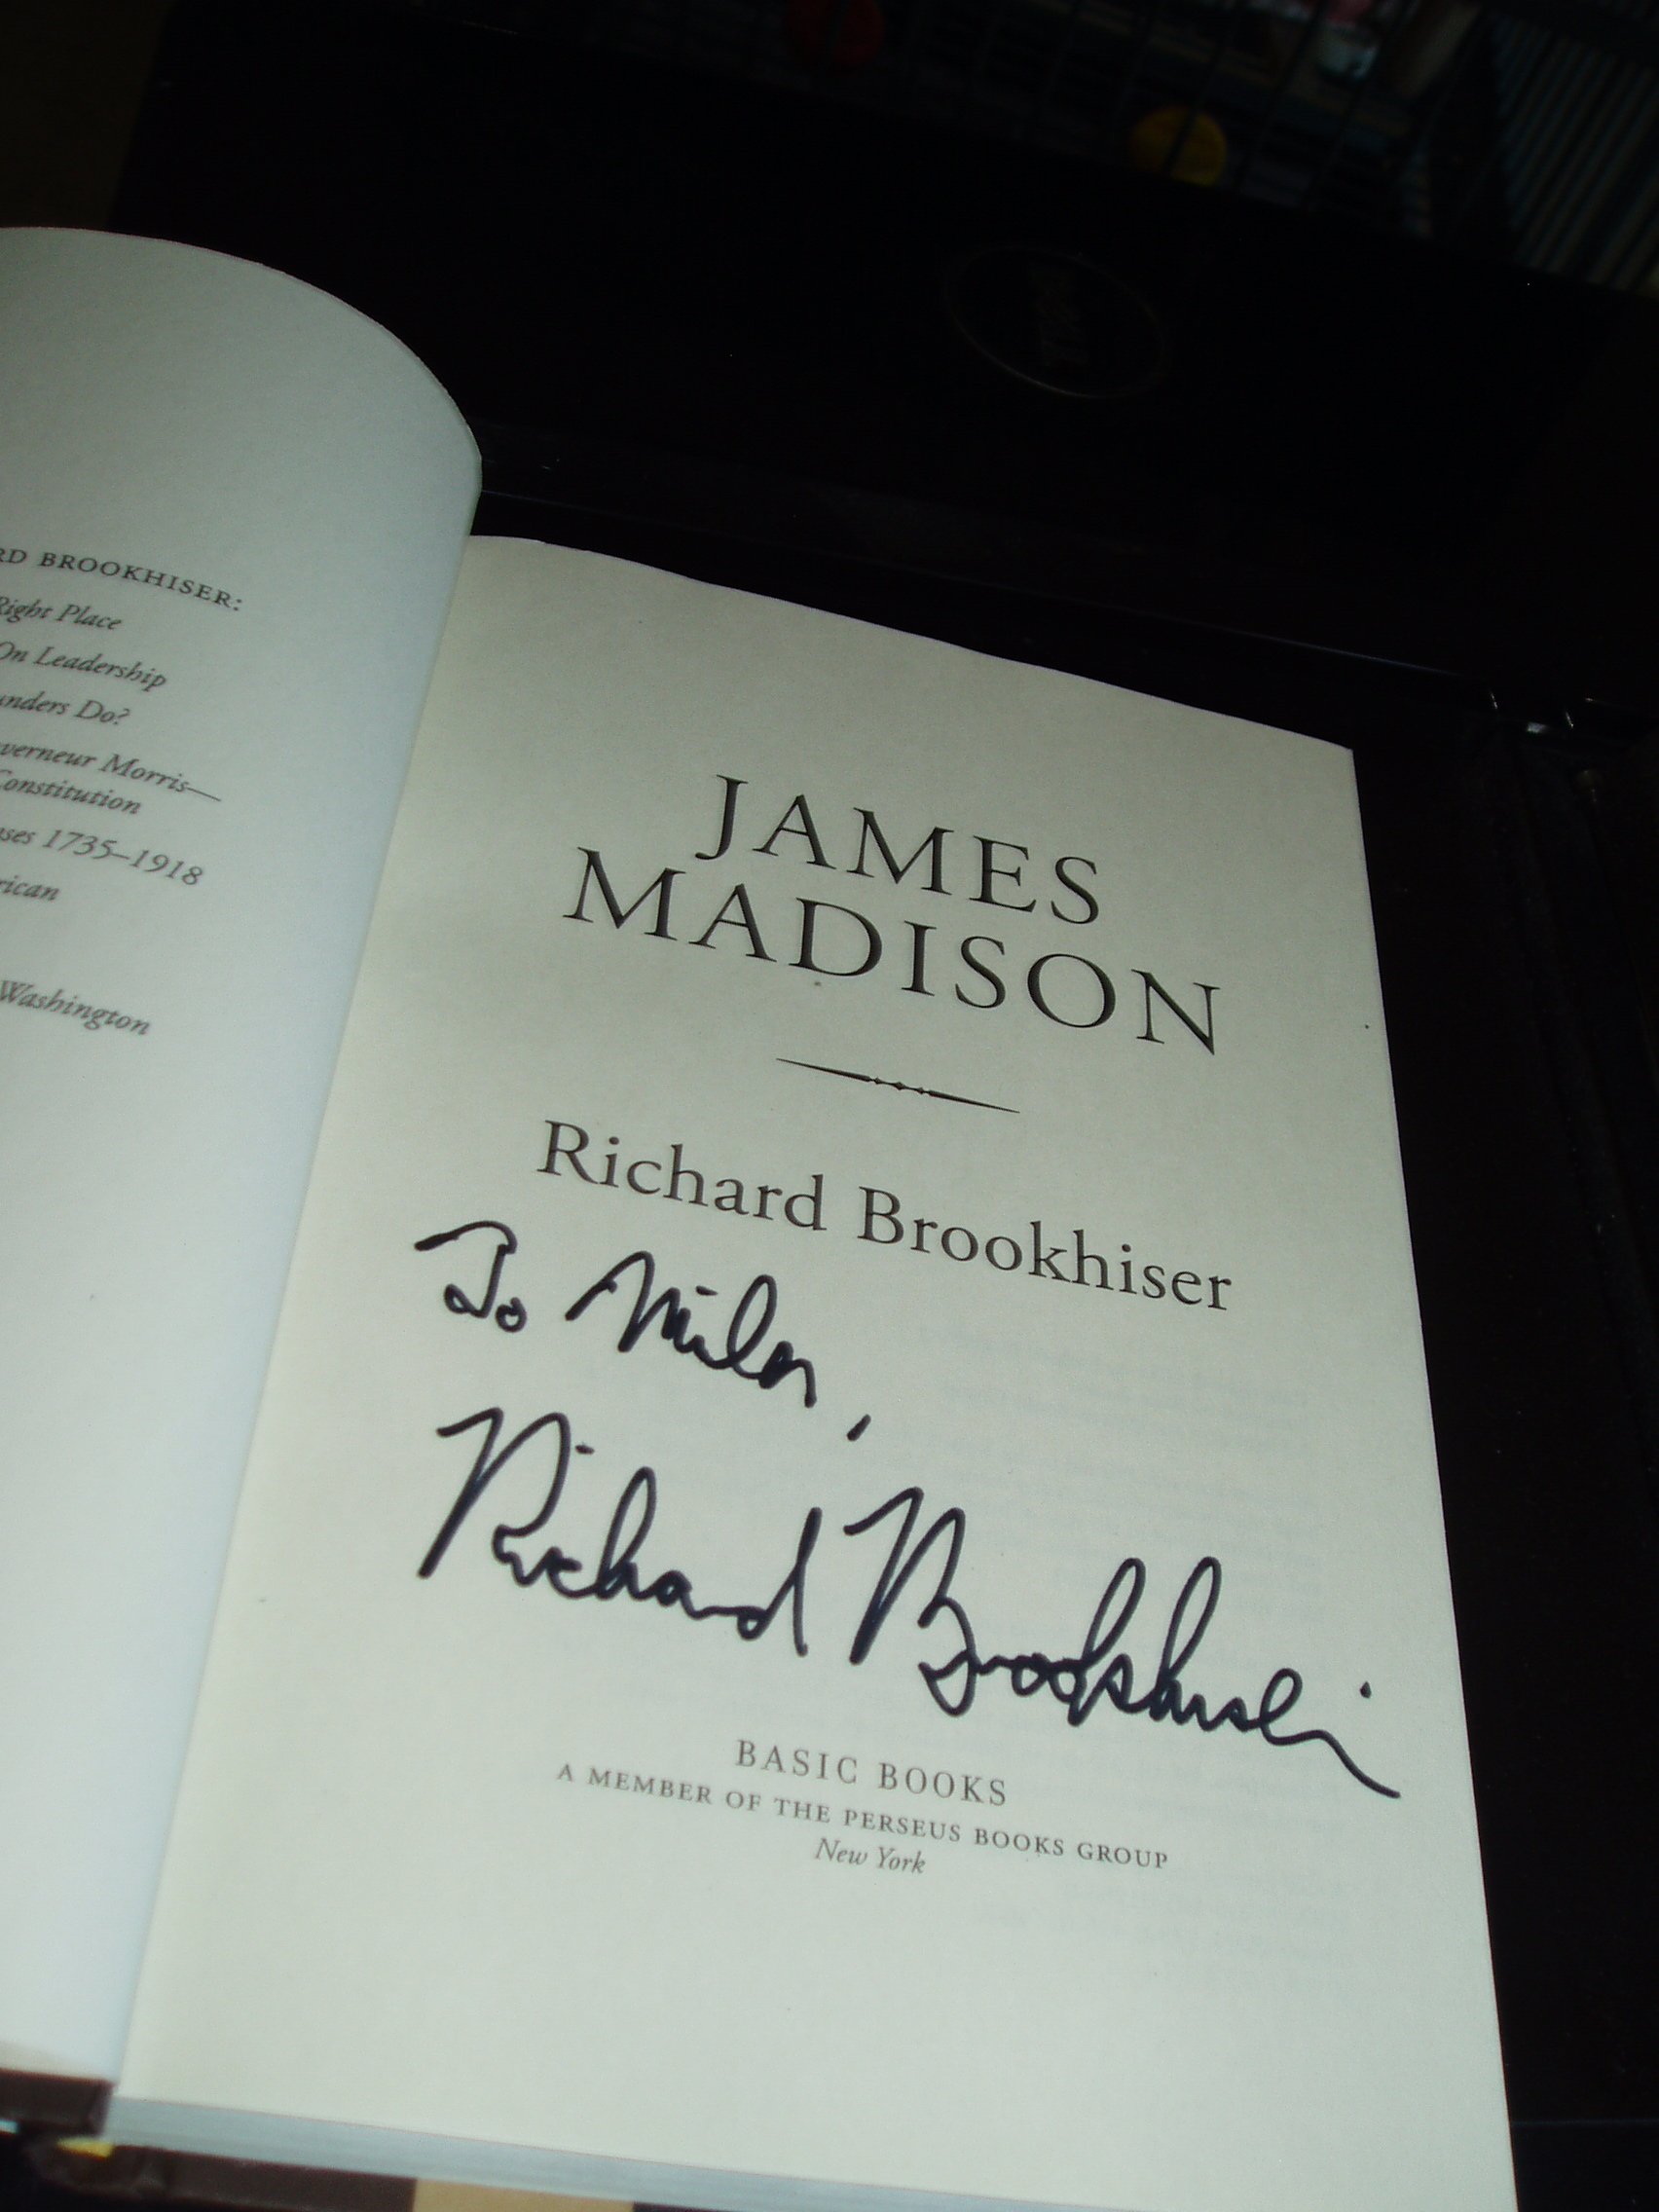 RD BROOKHISER:
Right Place
On Leadership
unders Do?
verneur Morris—
Constitution
ses 1735–1918
rican
Washington
JAMES
MADISON
Richard Brookhiser
To Miles,
Richard Brookhiser
BASIC BOOKS
A MEMBER OF THE PERSEUS BOOKS GROUP
New York